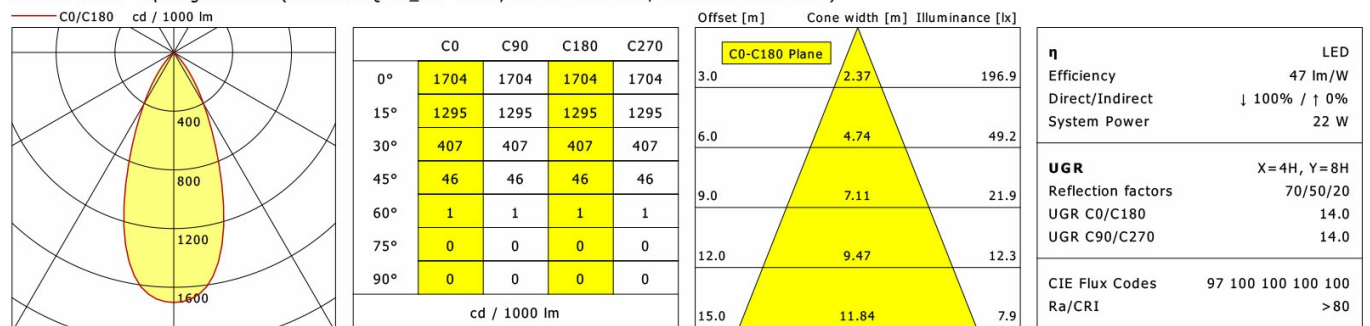 C0/C180 cd / 1000 lm
400
800
1200
1600
C0 C90 C180 C270
0° 1704 1704 1704 1704
15° 1295 1295 1295 1295
30° 407 407 407 407
45° 46 46 46 46
60° 1 1 1 1
75° 0 0 0 0
90° 0 0 0 0
cd / 1000 lm
Offset [m] Cone width [m] Illuminance [lx]
C0-C180 Plane
3.0 2.37 196.9
6.0 4.74 49.2
9.0 7.11 21.9
12.0 9.47 12.3
15.0 11.84 7.9
η LED
Efficiency 47 lm/W
Direct/Indirect ↓ 100% / ↑ 0%
System Power 22 W
UGR X=4H, Y=8H
Reflection factors 70/50/20
UGR C0/C180 14.0
UGR C90/C270 14.0
CIE Flux Codes 97 100 100 100 100
Ra/CRI >80